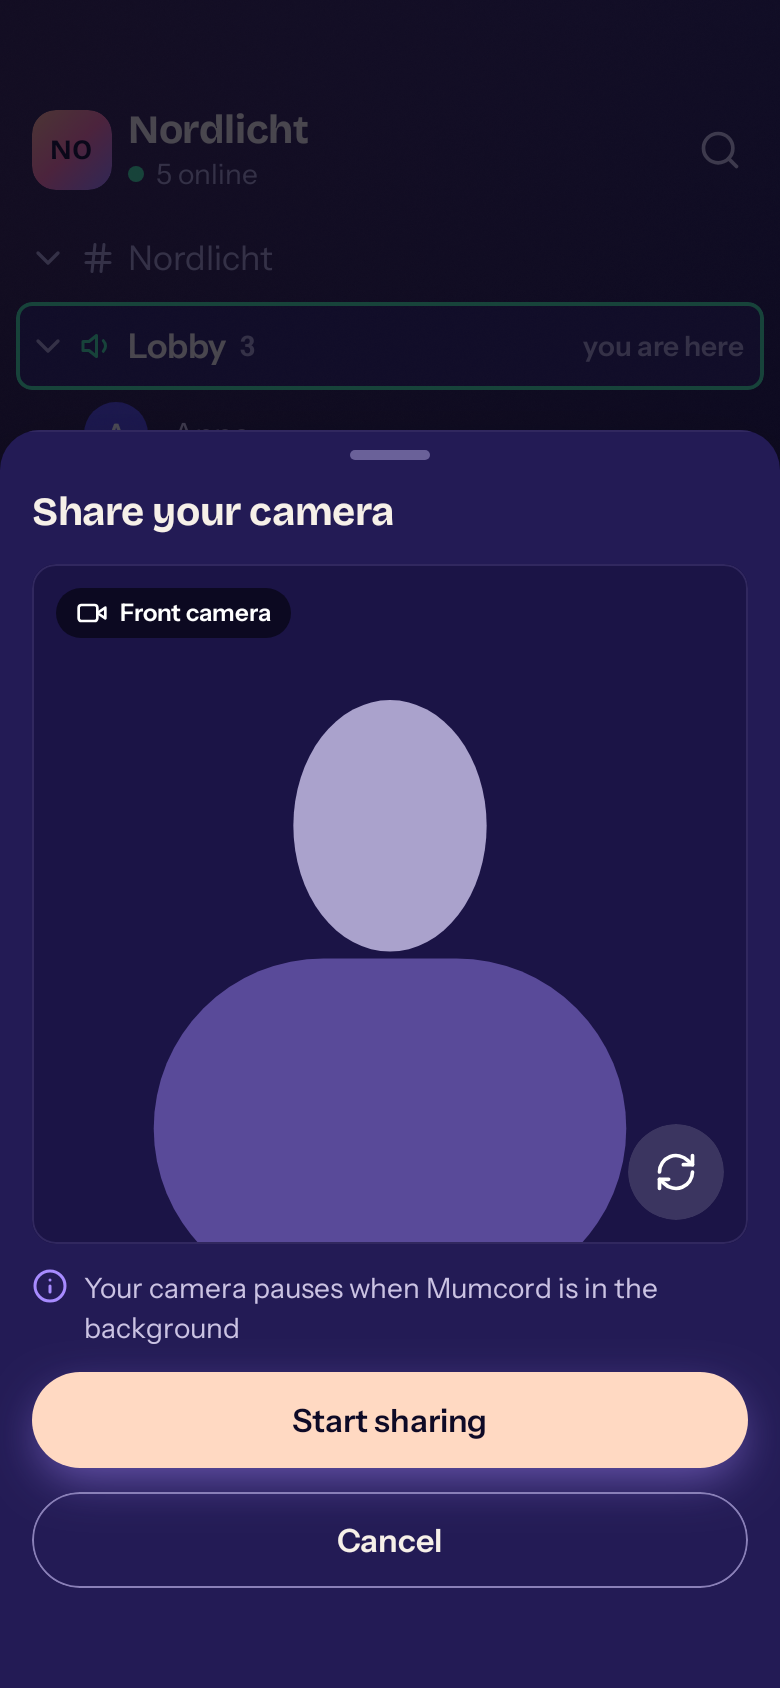 NO
Nordlicht
5 online
# Nordlicht
Lobby 3
you are here
A Anna
Share your camera
Front camera
Your camera pauses when Mumcord is in the
background
Start sharing
Cancel